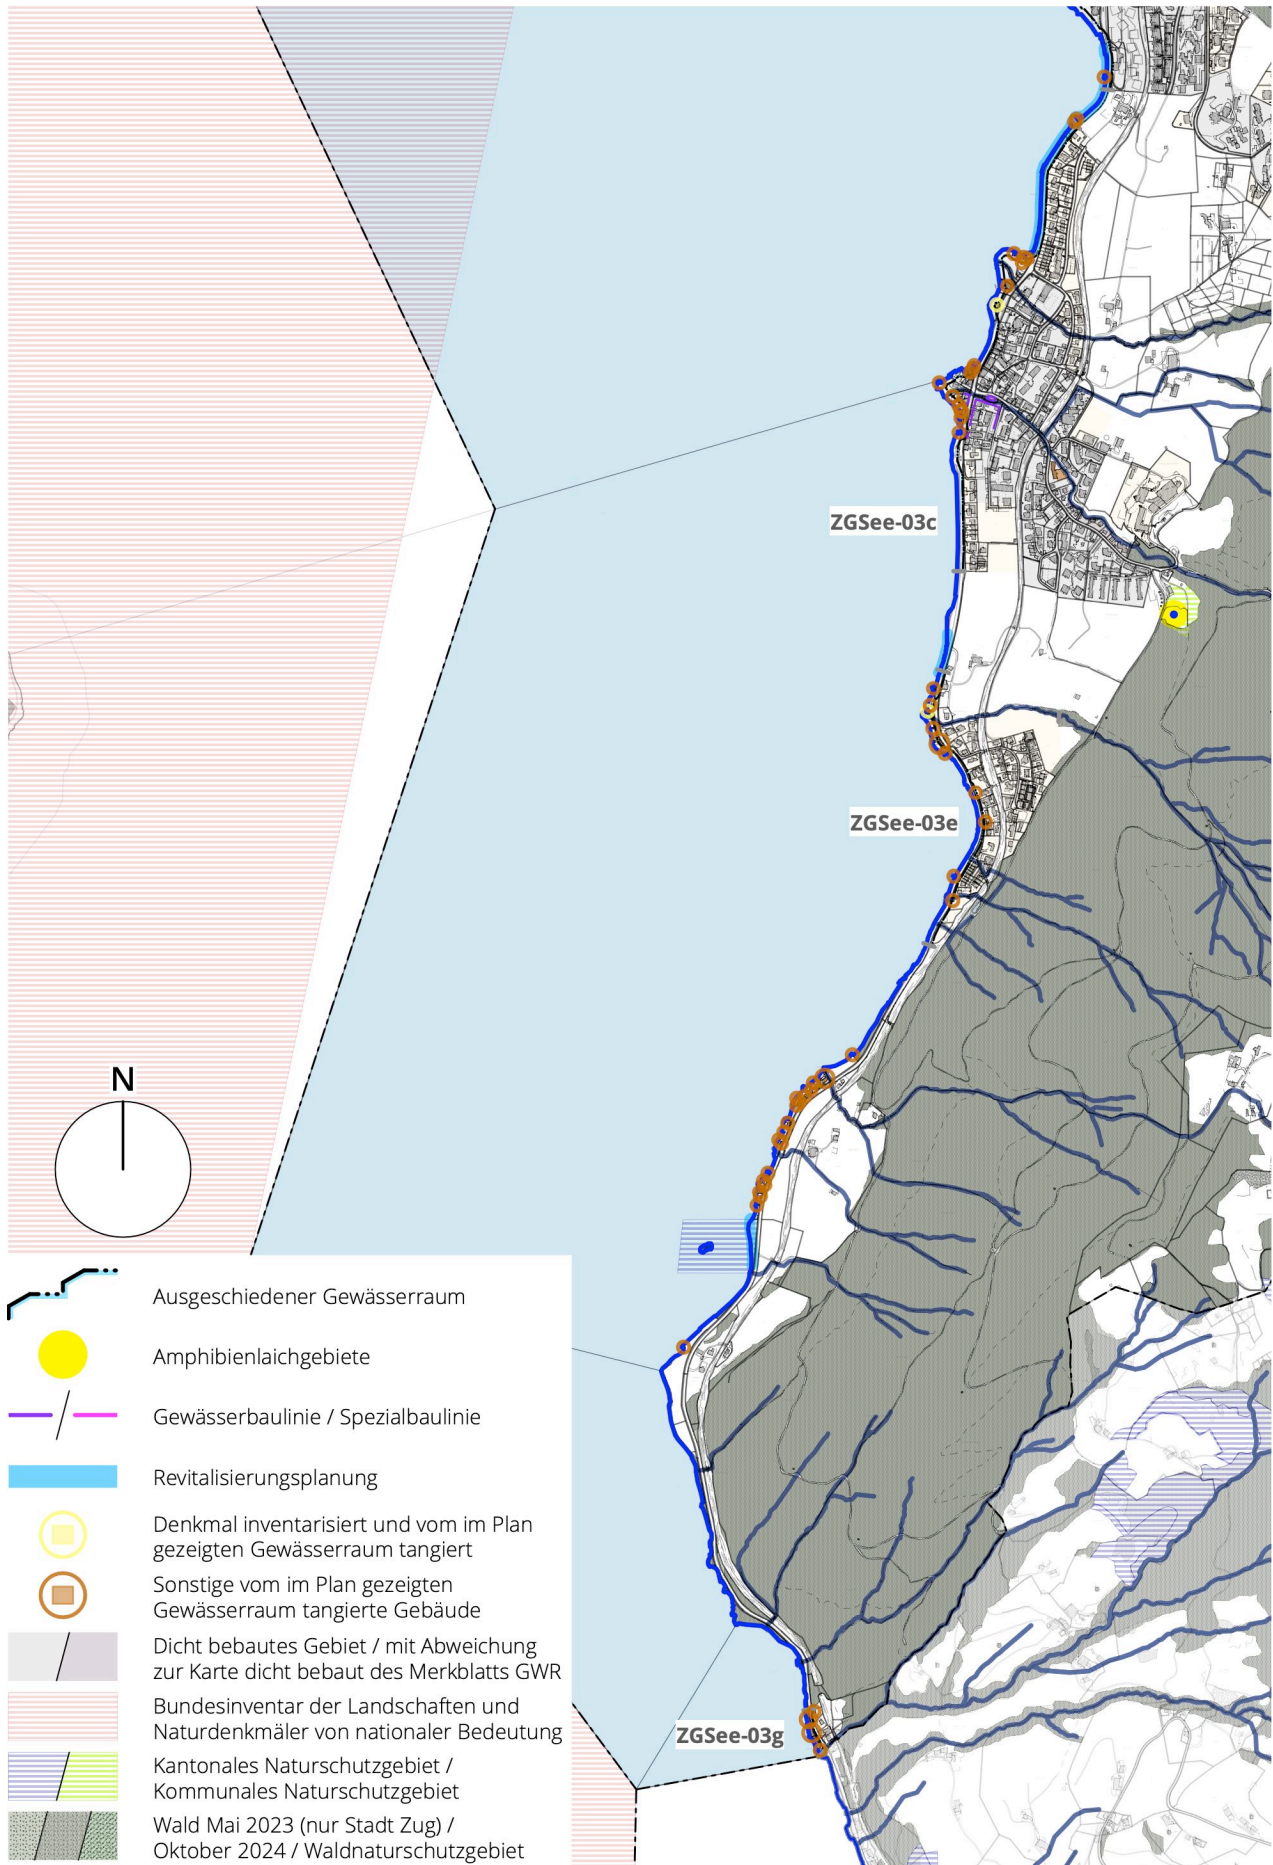 ZGSee-03c
ZGSee-03e
N
Ausgeschiedener Gewässerraum
Amphibienlaichgebiete
Gewässerbaulinie / Spezialbaulinie
Revitalisierungsplanung
Denkmal inventarisiert und vom im Plan
gezeigten Gewässerraum tangiert
Sonstige vom im Plan gezeigten
Gewässerraum tangierte Gebäude
Dicht bebautes Gebiet / mit Abweichung
zur Karte dicht bebaut des Merkblatts GWR
Bundesinventar der Landschaften und
Naturdenkmäler von nationaler Bedeutung
ZGSee-03g
Kantonales Naturschutzgebiet /
Kommunales Naturschutzgebiet
Wald Mai 2023 (nur Stadt Zug) /
Oktober 2024 / Waldnaturschutzgebiet